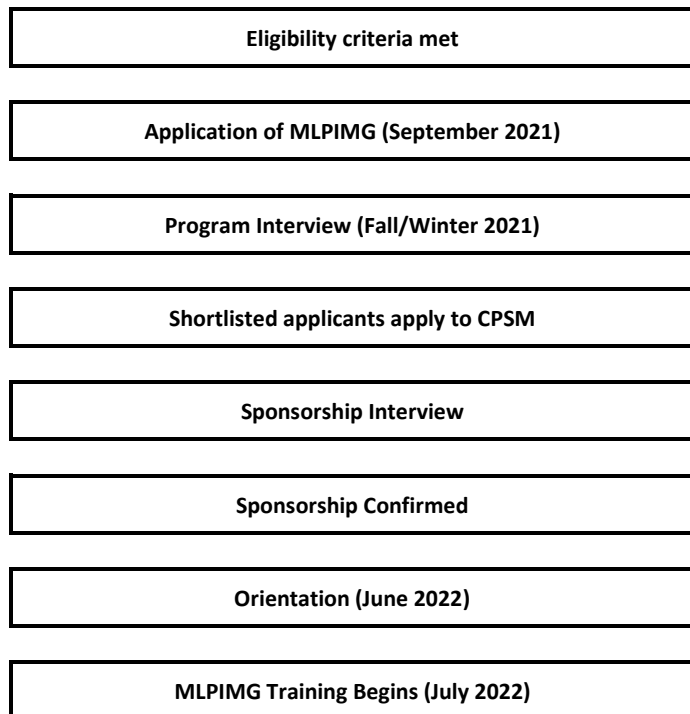 Eligibility criteria met
Application of MLPIMG (September 2021)
Program Interview (Fall/Winter 2021)
Shortlisted applicants apply to CPSM
Sponsorship Interview
Sponsorship Confirmed
Orientation (June 2022)
MLPIMG Training Begins (July 2022)